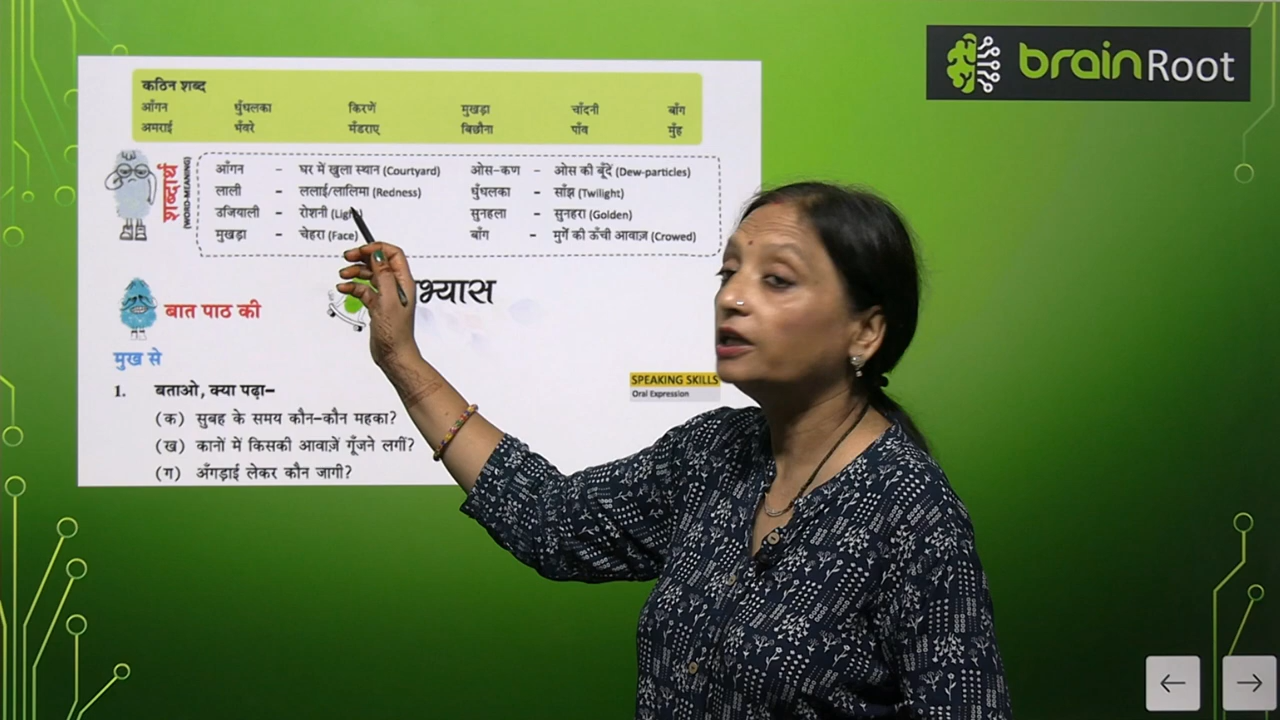 brainRoot
कठिन शब्द
आँगन धुँधलका किरणें मुखड़ा चाँदनी बाँग
अमराई भँवरे मँडराए बिछौना पाँव मुँह
शब्दार्थ
(WORD-MEANING)
आँगन - घर में खुला स्थान (Courtyard) ओस-कण - ओस की बूँदें (Dew-particles)
लाली - ललाई/लालिमा (Redness) धुँधलका - साँझ (Twilight)
उजियाली - रोशनी सुनहला - सुनहरा (Golden)
मुखड़ा - चेहरा (Face) बाँग - मुर्गे की ऊँची आवाज़ (Crowed)
भ्यास
बात पाठ की
मुख से
SPEAKING SKILLS
Oral Expression
1. बताओ, क्या पढ़ा–
(क) सुबह के समय कौन-कौन महका?
(ख) कानों में किसकी आवाज़ें गूँजने लगीं?
(ग) अँगड़ाई लेकर कौन जागी?